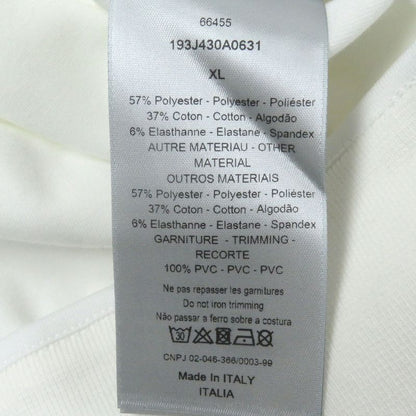 66455
193J430A0631
XL
57% Polyester - Polyester - Poliéster
37% Coton - Cotton - Algodão
6% Elasthanne - Elastane - Spandex
AUTRE MATERIAU - OTHER
MATERIAL
OUTROS MATERIAIS
57% Polyester - Polyester - Poliéster
37% Coton - Cotton - Algodão
6% Elasthanne - Elastane - Spandex
GARNITURE - TRIMMING -
RECORTE
100% PVC - PVC - PVC
Ne pas repasser les garnitures
Do not iron trimming
Não passar a ferro sobre a costura
30
CNPJ 02-046-366/0003-99
Made In ITALY
ITALIA